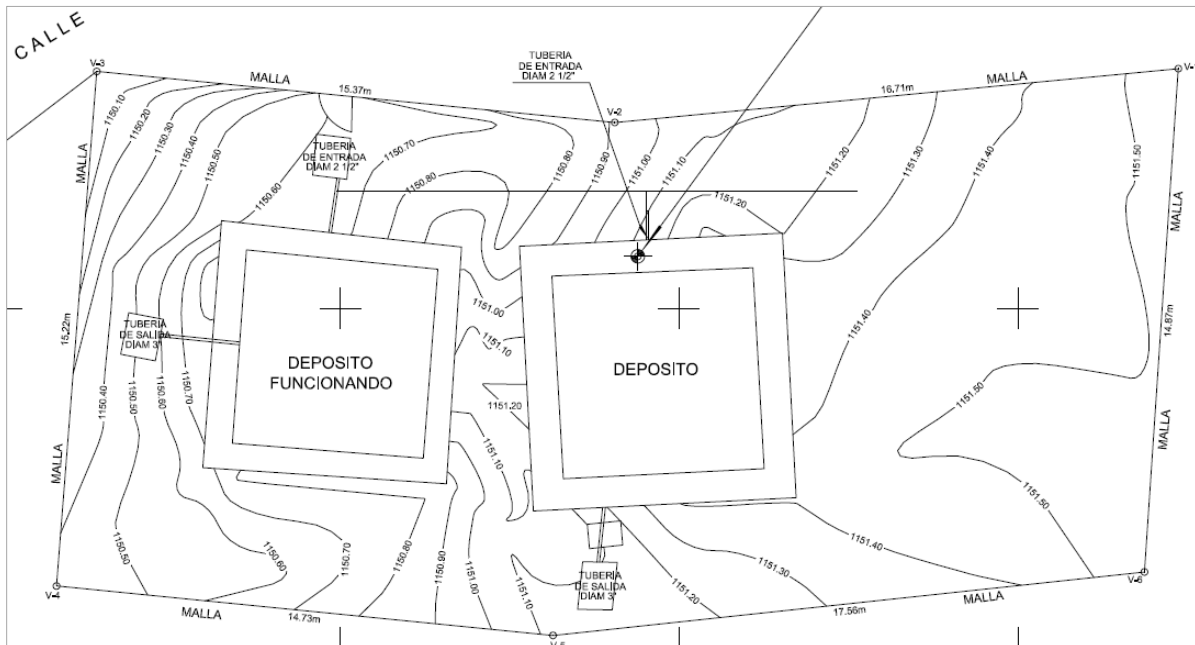 CALLE
V-3
MALLA
15.37m
TUBERIA
DE ENTRADA
DIAM 2 1/2"
V-2
16.71m
MALLA
V-1
1150.10
1150.20
1150.30
1150.40
1150.50
1150.60
TUBERIA
DE ENTRADA
DIAM 2 1/2"
1150.70
1150.80
1150.80
1150.90
1151.00
1151.10
1151.20
1151.20
1151.30
1151.40
1151.50
MALLA
MALLA
15.22m
TUBERIA
DE SALIDA
DIAM 3"
DEPOSITO
FUNCIONANDO
1151.00
1151.10
1151.20
1151.10
DEPOSITO
1151.40
14.87m
1151.50
1151.50
MALLA
1150.40
1150.50
1150.60
1150.70
MALLA
1150.50
1150.60
1150.70
1150.80
1150.90
1151.00
1151.10
TUBERIA
DE SALIDA
DIAM 3"
1151.20
1151.30
1151.40
V-4
MALLA
14.73m
V-5
17.56m
MALLA
V-6